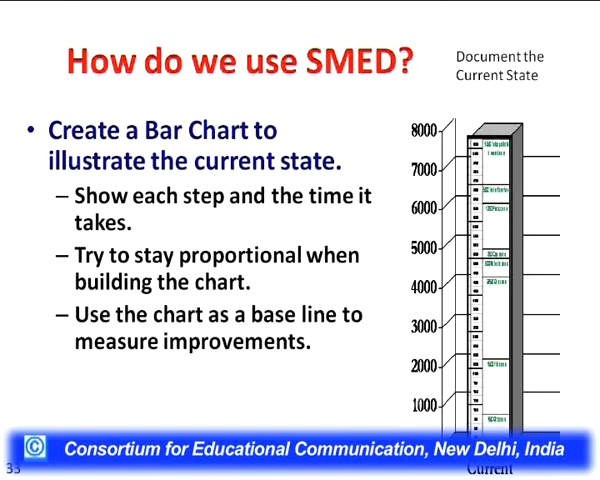 How do we use SMED?
Document the
Current State
• Create a Bar Chart to
illustrate the current state.
– Show each step and the time it
takes.
– Try to stay proportional when
building the chart.
– Use the chart as a base line to
measure improvements.
8000
7000
6000
5000
4000
3000
2000
1000
© Consortium for Educational Communication, New Delhi, India
33
Current